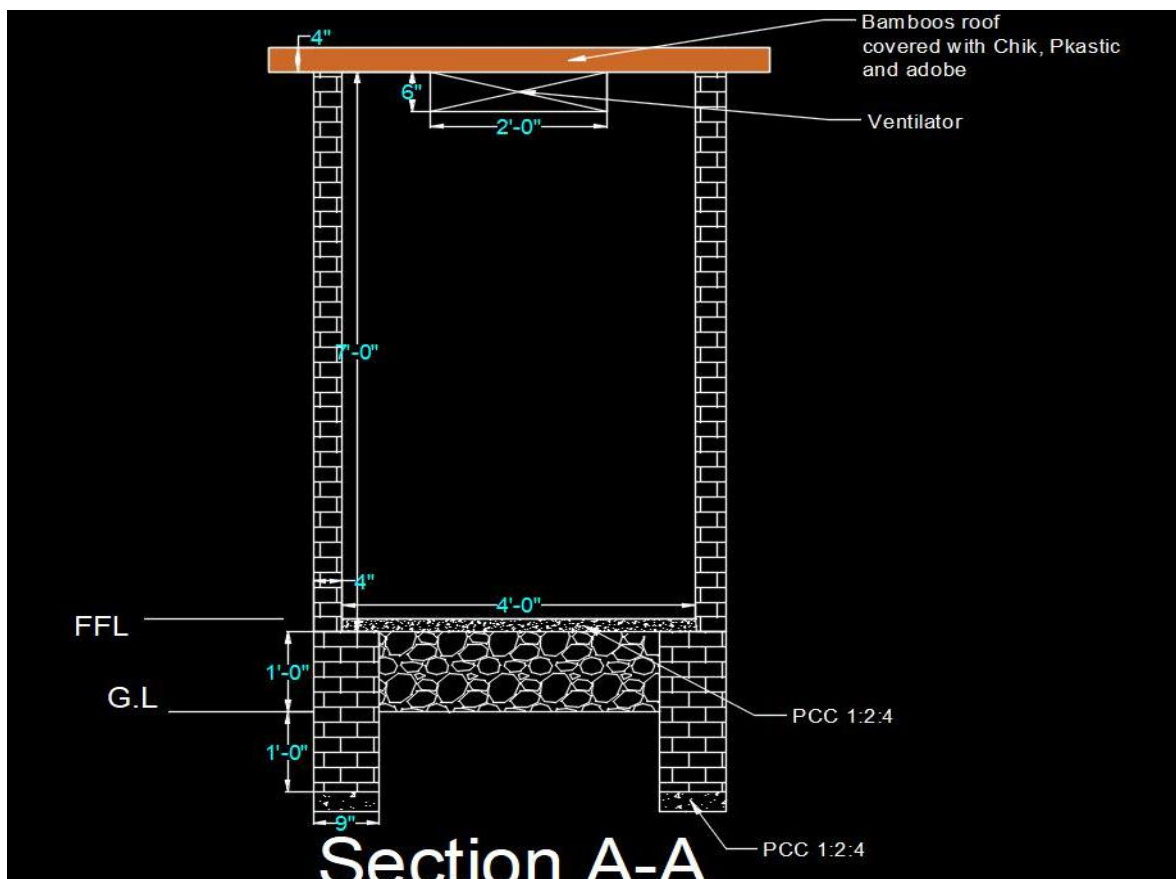 4"
Bamboos roof
covered with Chik, Pkastic
and adobe
6"
2'-0"
Ventilator
7'-0"
4"
4'-0"
FFL
1'-0"
G.L
PCC 1:2:4
1'-0"
9"
Section A-A
PCC 1:2:4